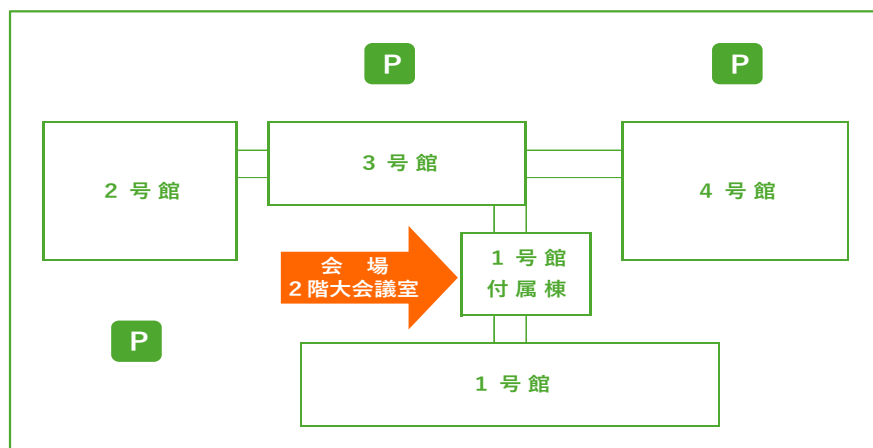 P
P
3 号 館
2 号 館
4 号 館
1 号 館
付 属 棟
会 場
2 階 大 会 議 室
P
1 号 館